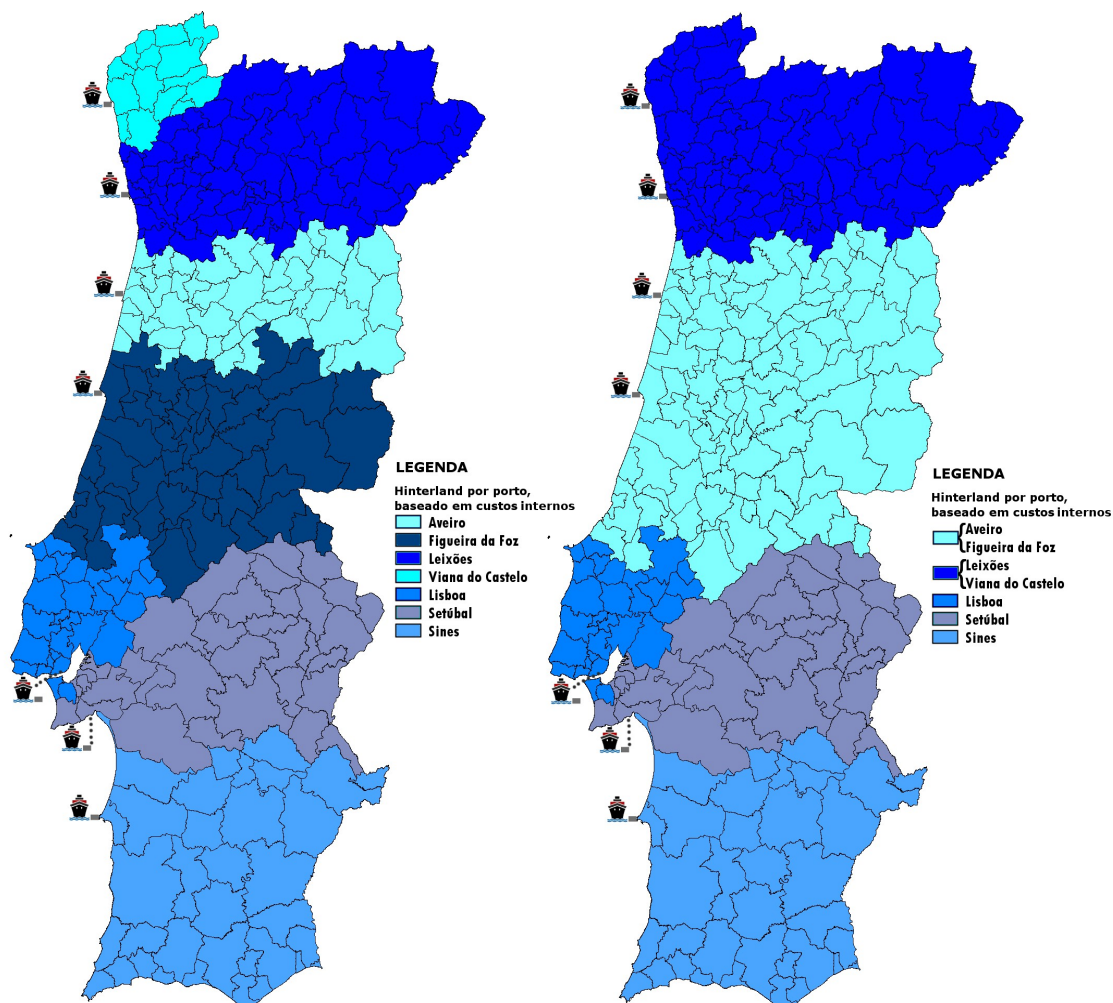 LEGENDA
Hinterland por porto,
baseado em custos internos
Aveiro
Figueira da Foz
Leixões
Viana do Castelo
Lisboa
Setúbal
Sines
LEGENDA
Hinterland por porto,
baseado em custos internos
Aveiro
Figueira da Foz
Leixões
Viana do Castelo
Lisboa
Setúbal
Sines